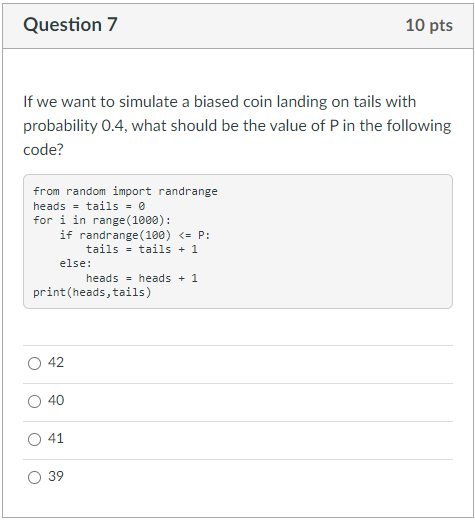 Question 7
10 pts
If we want to simulate a biased coin landing on tails with
probability 0.4, what should be the value of P in the following
code?
from random import randrange
heads = tails = 0
for i in range(1000):
    if randrange(100) <= P:
        tails = tails + 1
    else:
        heads = heads + 1
print(heads,tails)
42
40
41
39